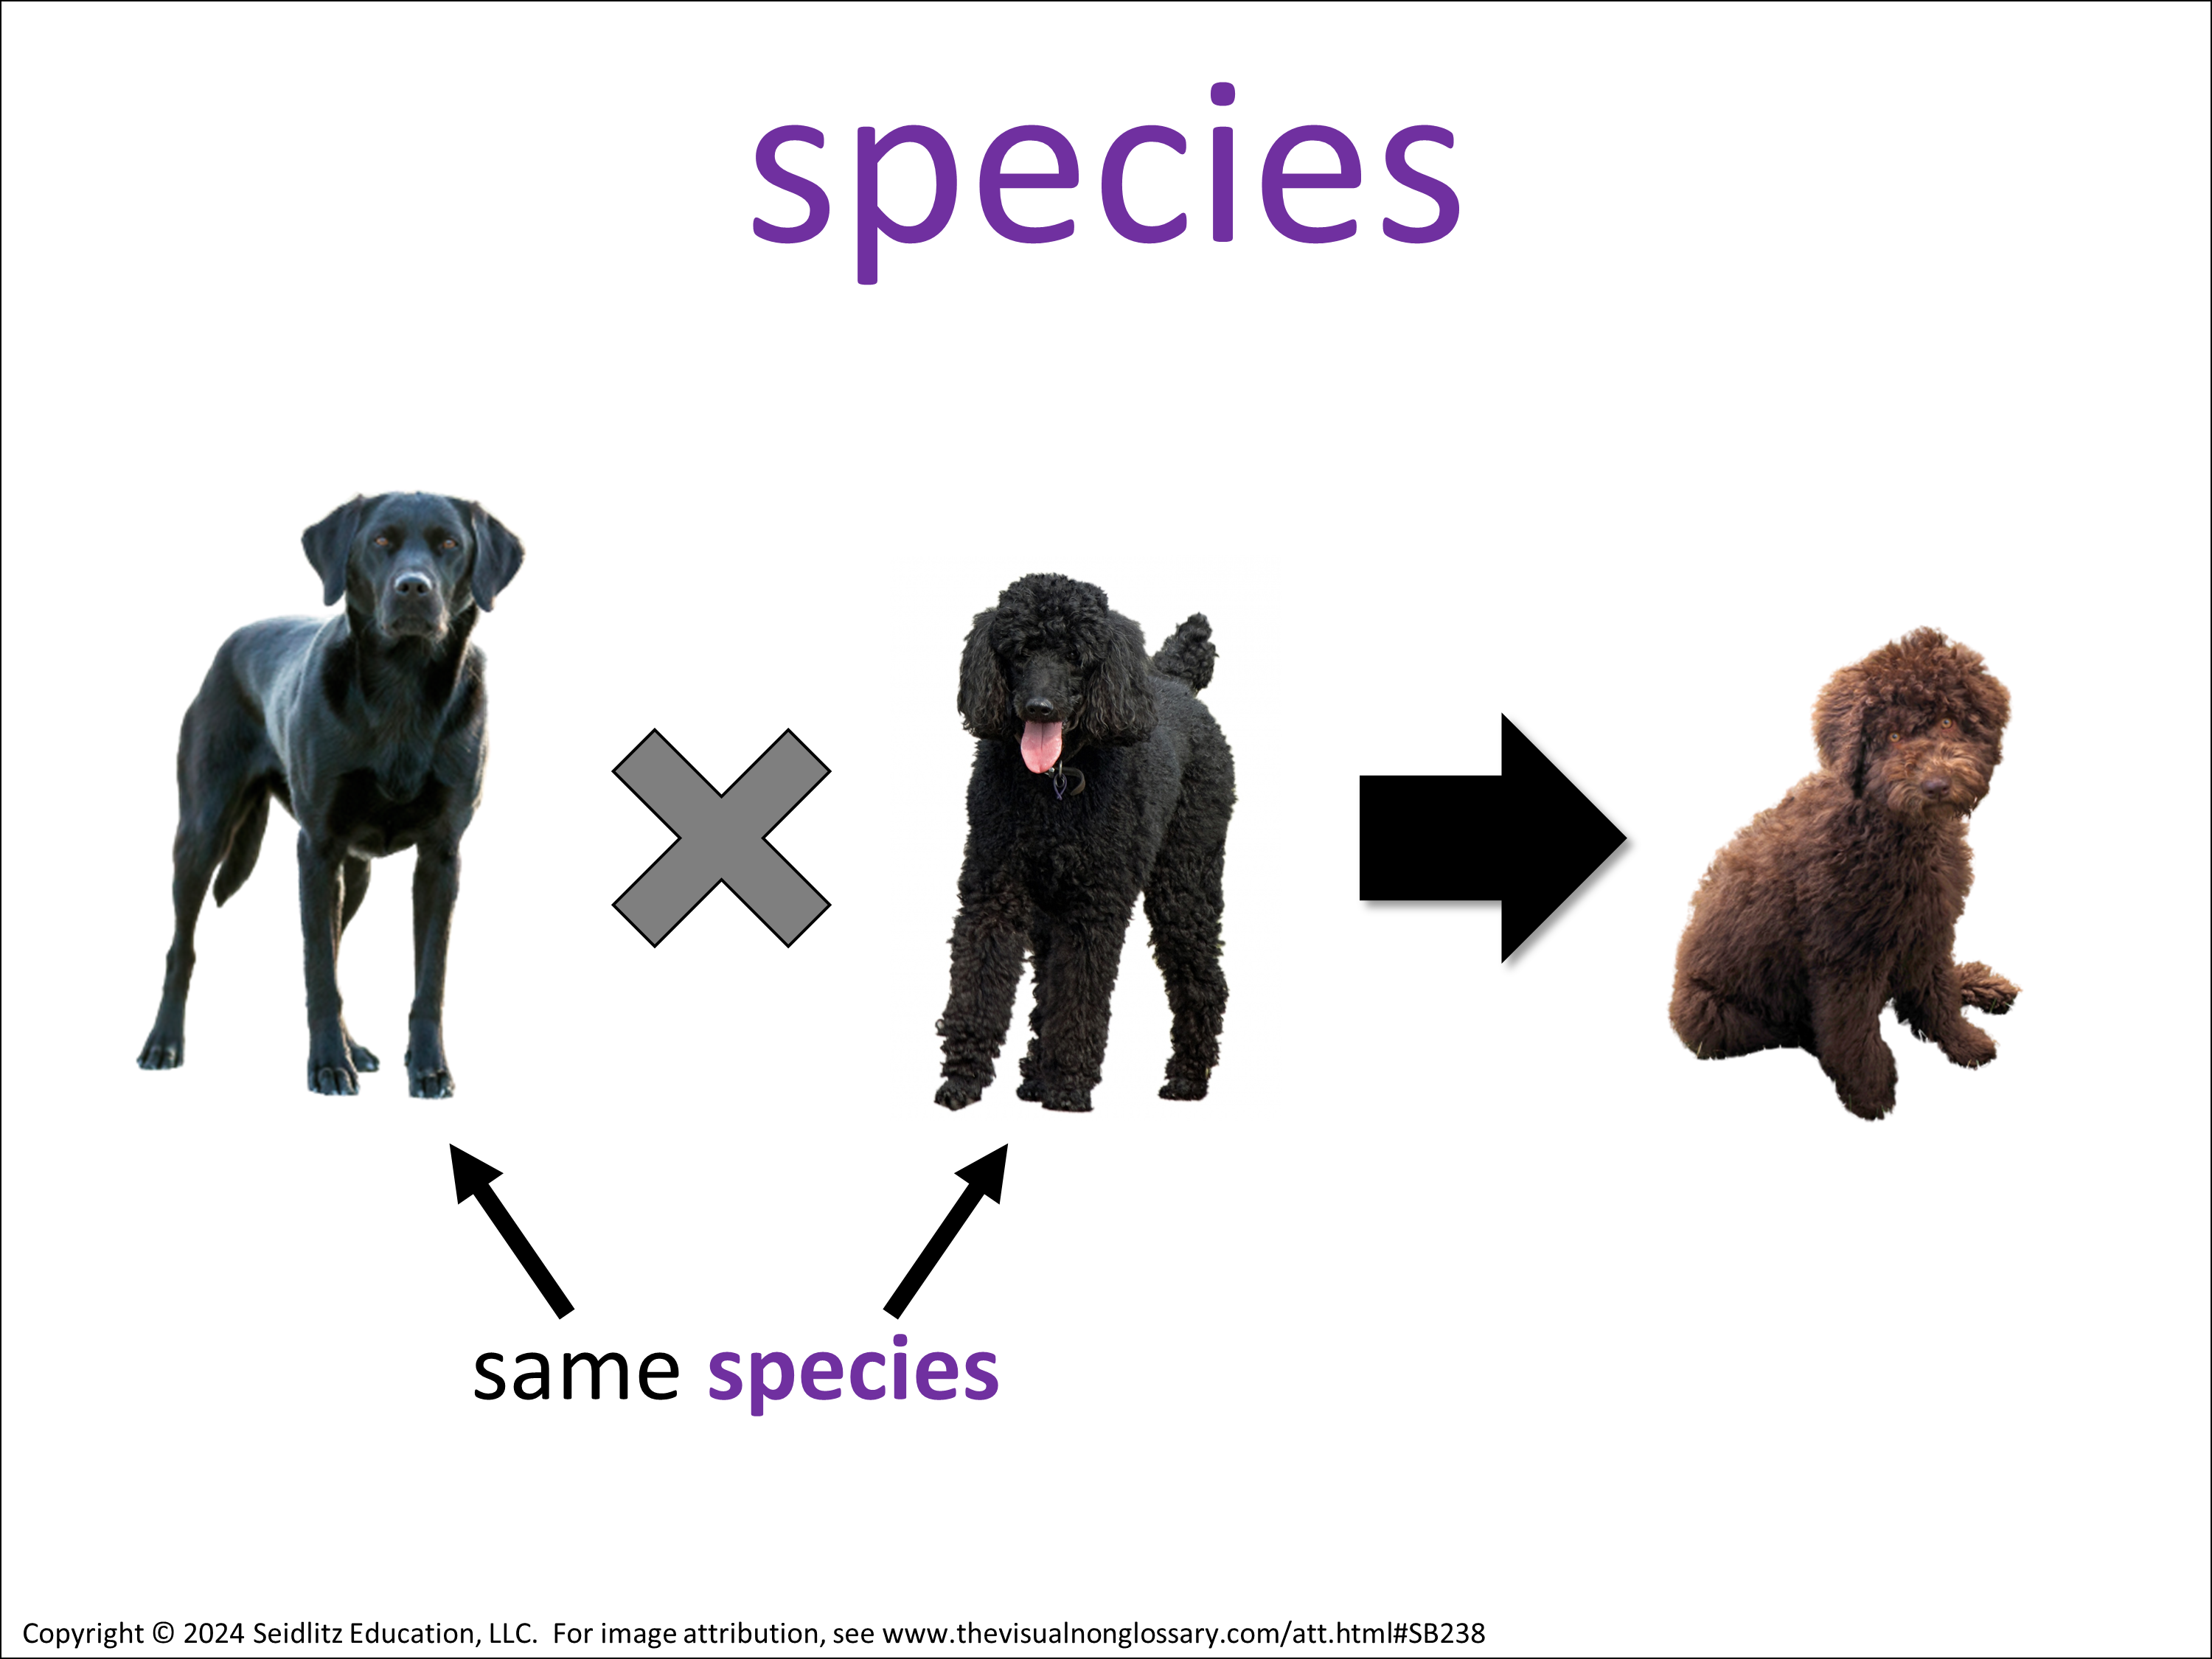 species
same species
Copyright © 2024 Seidlitz Education, LLC.  For image attribution, see www.thevisualnonglossary.com/att.html#SB238